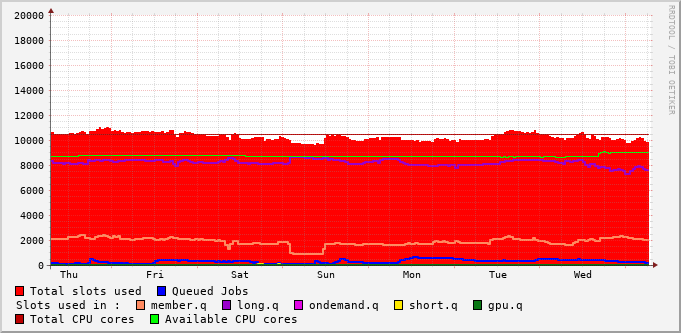 20000
18000
16000
14000
12000
10000
8000
6000
4000
2000
0
Thu Fri Sat Sun Mon Tue Wed
Total slots used Queued Jobs
Slots used in : member.q long.q ondemand.q short.q gpu.q
Total CPU cores Available CPU cores
RRDTOOL / TOBI OETIKER